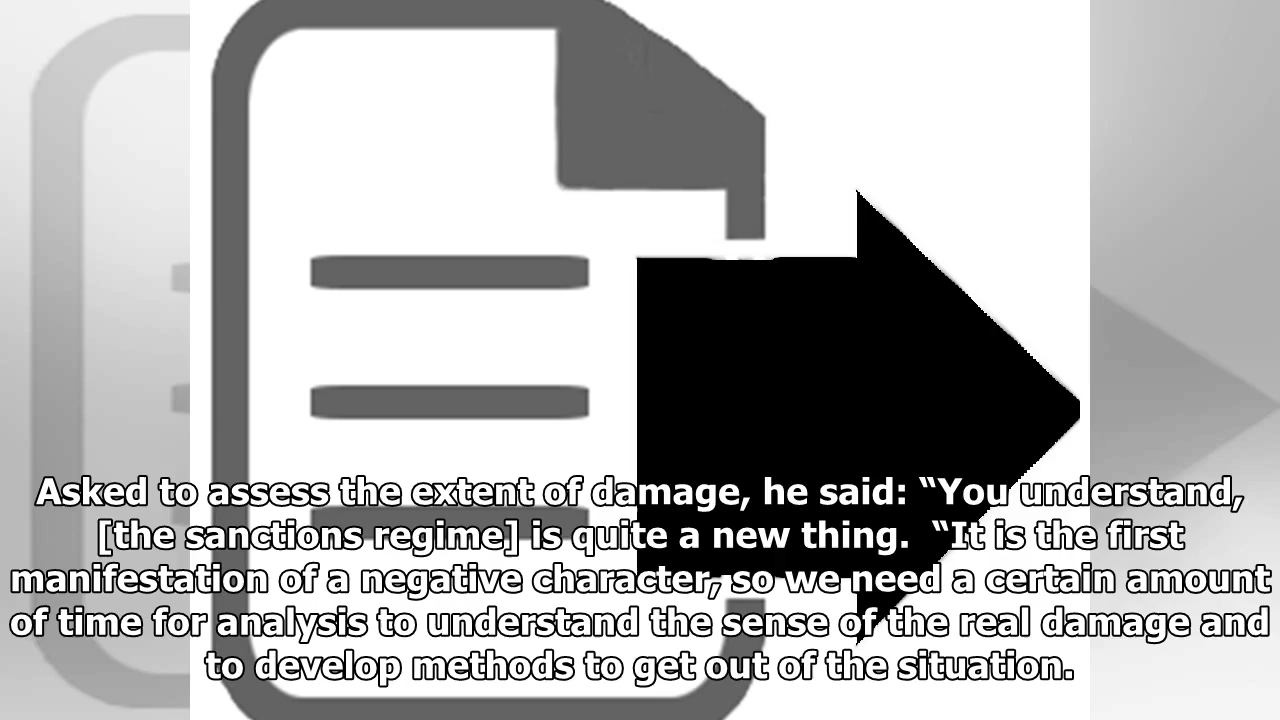 Asked to assess the extent of damage, he said: “You understand,
[the sanctions regime] is quite a new thing.  “It is the first
manifestation of a negative character, so we need a certain amount
of time for analysis to understand the sense of the real damage and
to develop methods to get out of the situation.